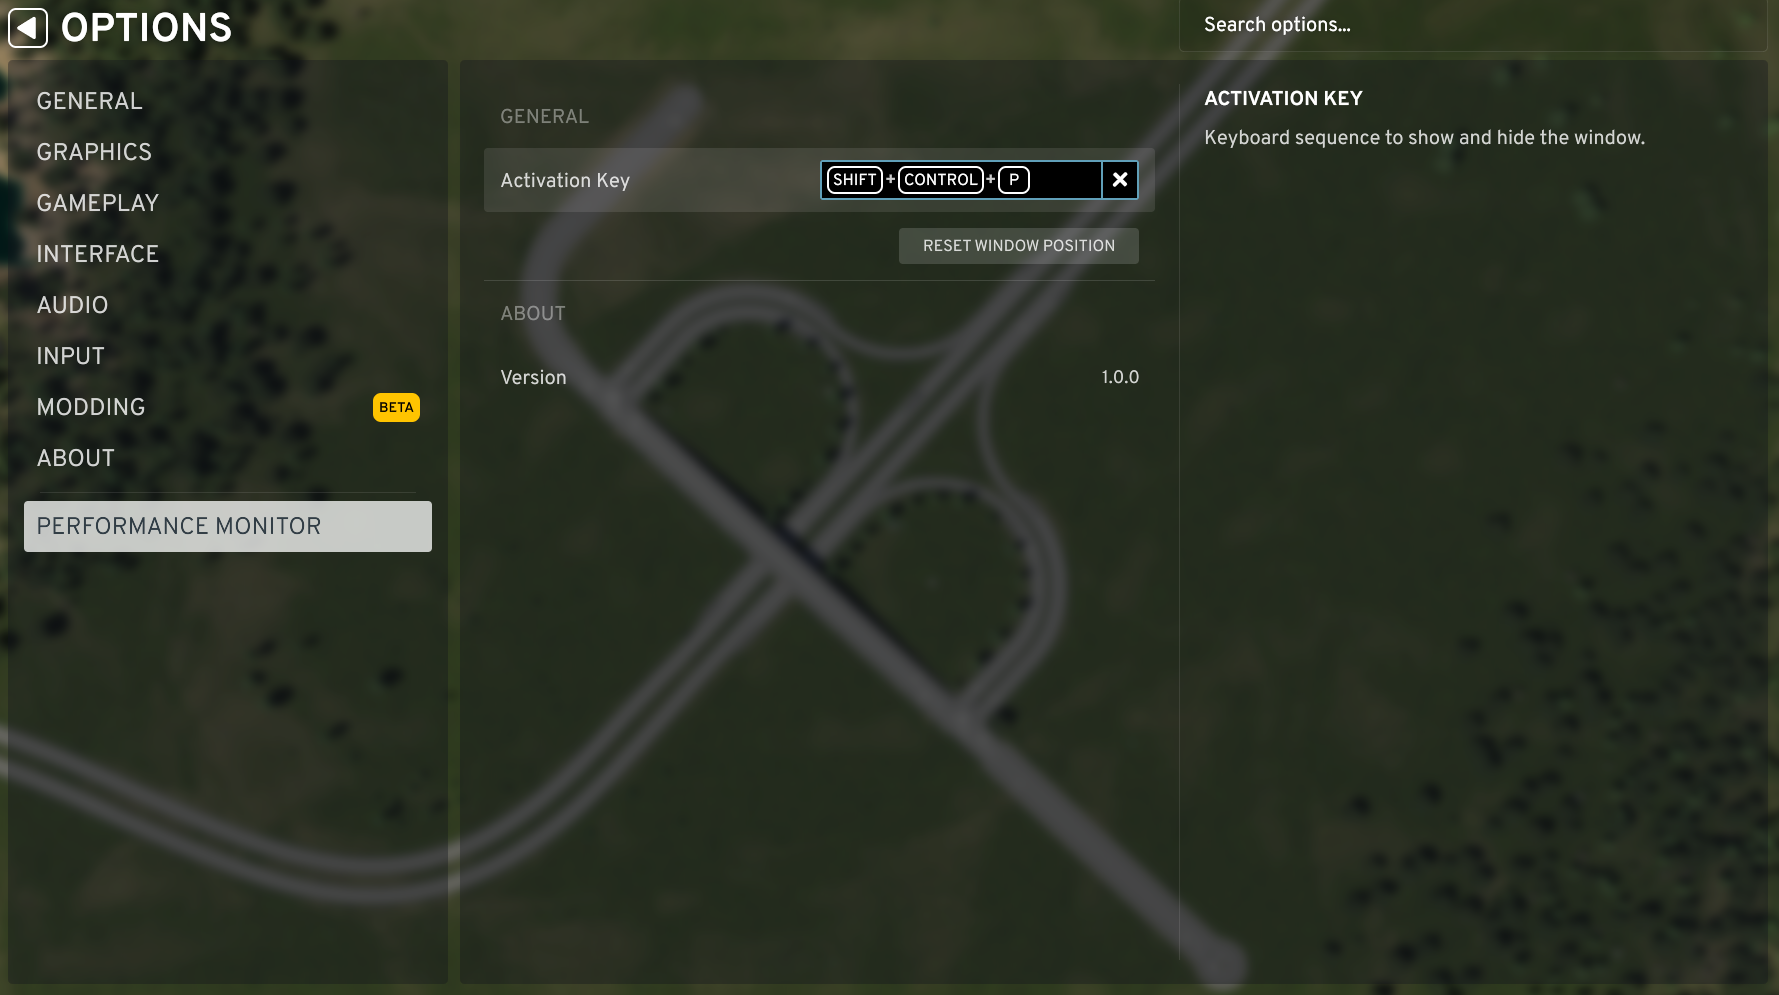 OPTIONS
Search options...
GENERAL
GRAPHICS
GAMEPLAY
INTERFACE
AUDIO
INPUT
MODDING BETA
ABOUT
PERFORMANCE MONITOR
GENERAL
Activation Key SHIFT+CONTROL+P
RESET WINDOW POSITION
ABOUT
Version 1.0.0
ACTIVATION KEY
Keyboard sequence to show and hide the window.